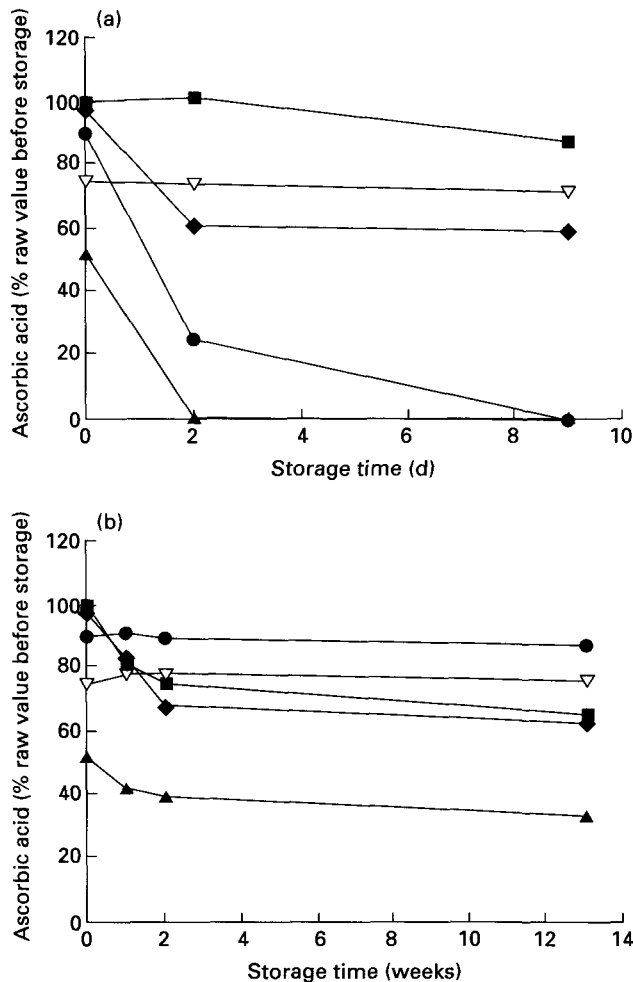 (a)
Ascorbic acid (% raw value before storage)
120
100
80
60
40
20
0
0 2 4 6 8 10
Storage time (d)
(b)
Ascorbic acid (% raw value before storage)
120
100
80
60
40
20
0
0 2 4 6 8 10 12 14
Storage time (weeks)